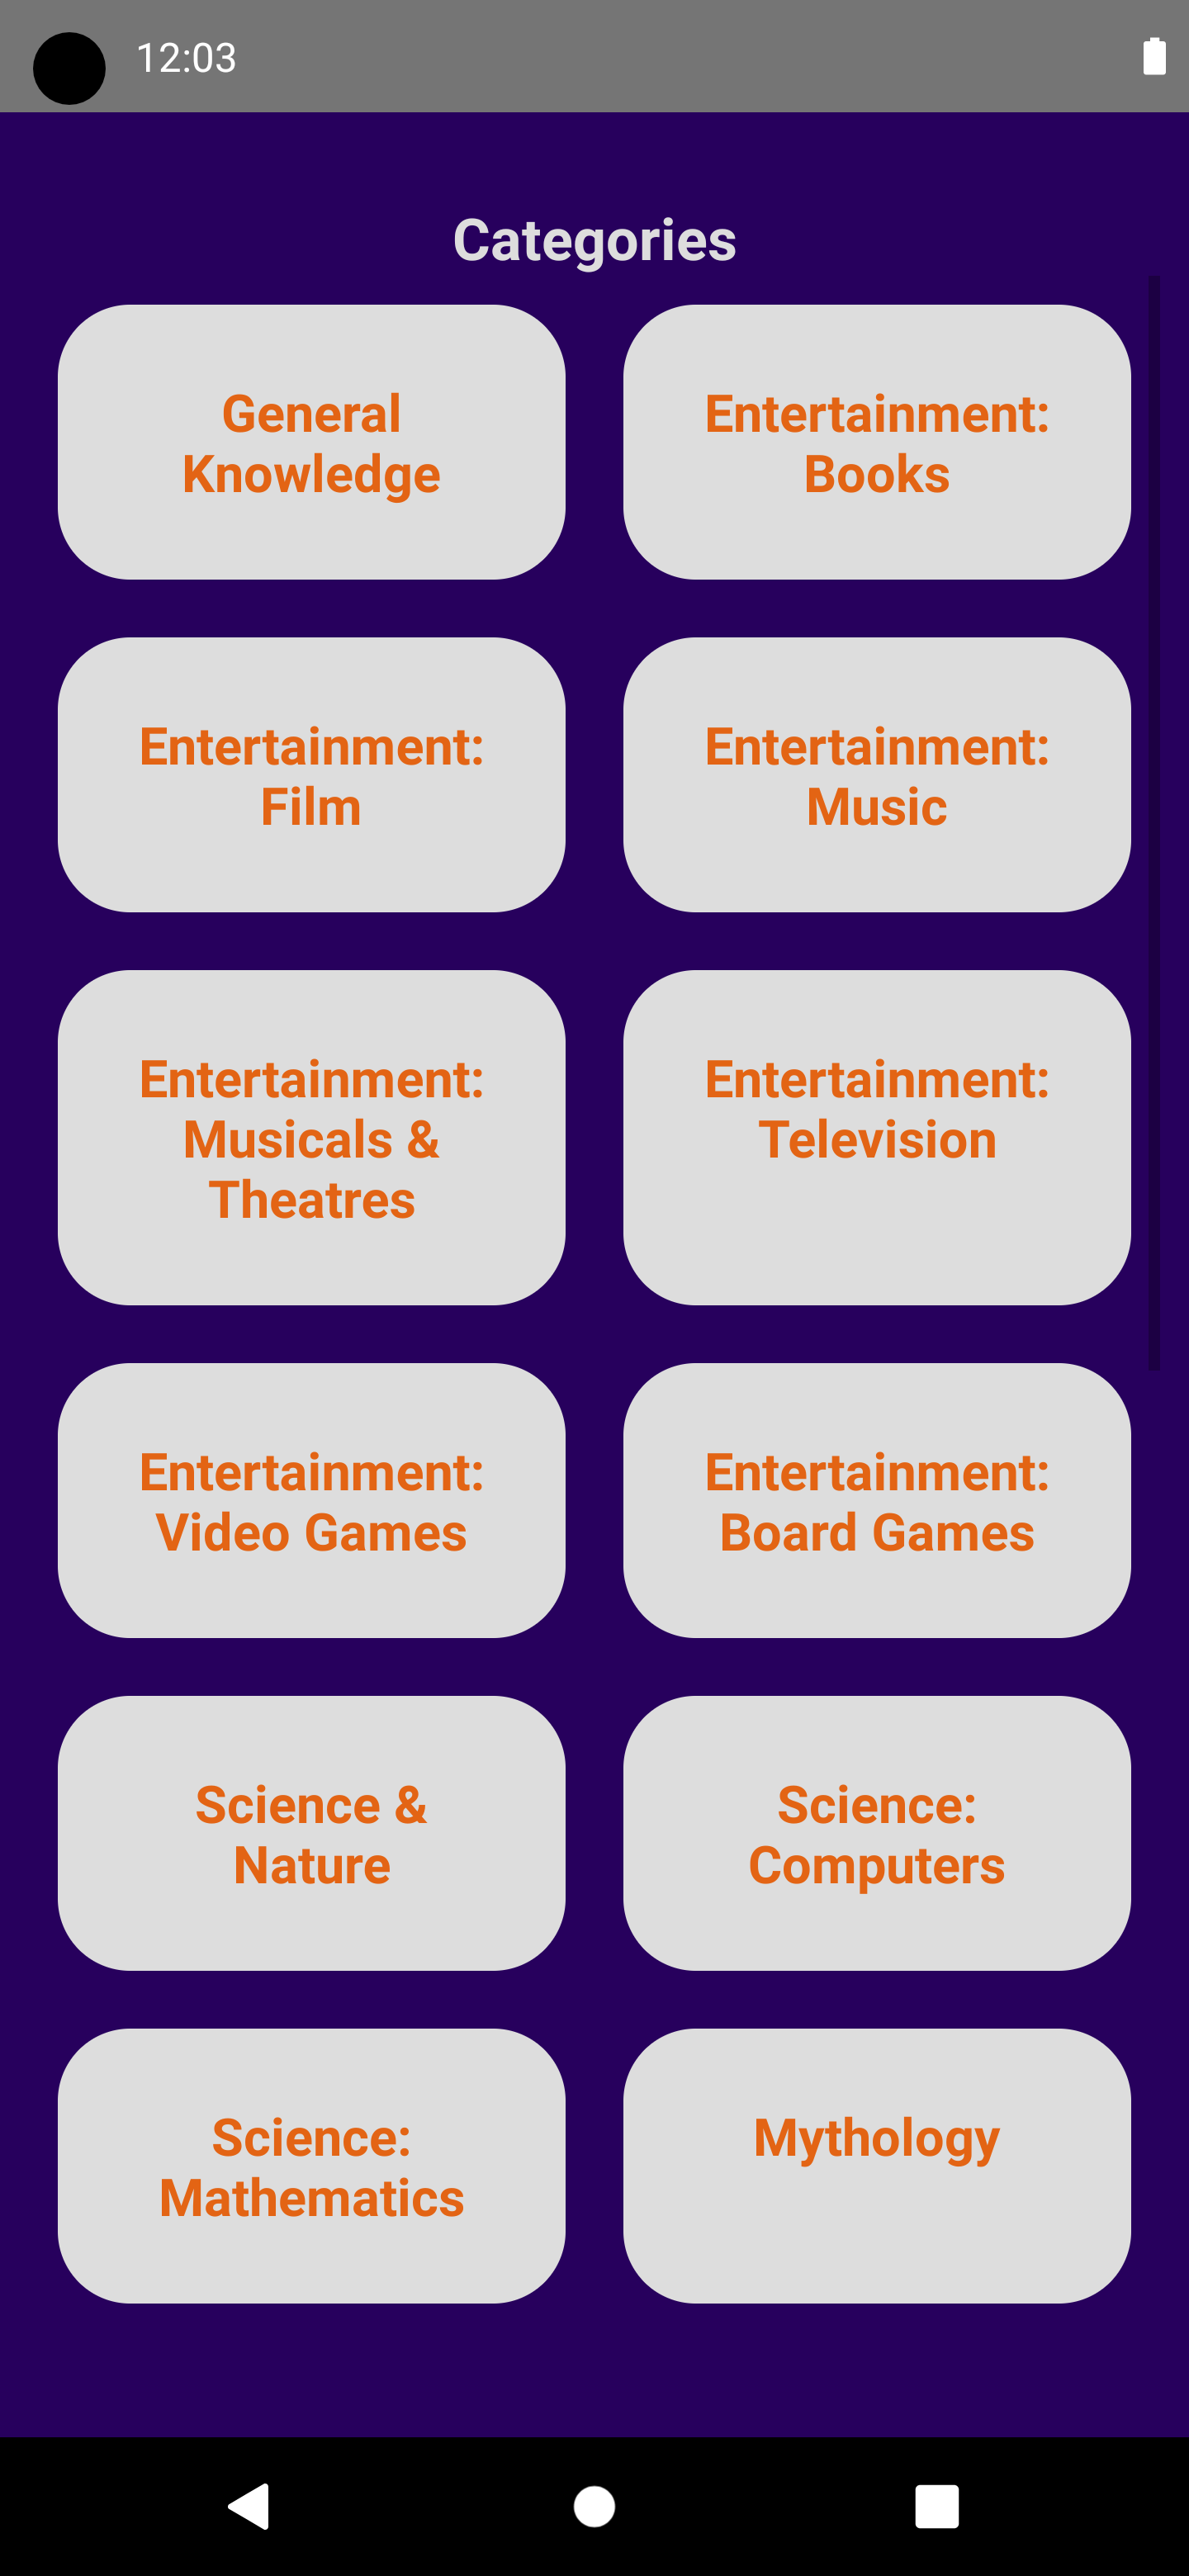 12:03
Categories
General
Knowledge
Entertainment:
Books
Entertainment:
Film
Entertainment:
Music
Entertainment:
Musicals &
Theatres
Entertainment:
Television
Entertainment:
Video Games
Entertainment:
Board Games
Science &
Nature
Science:
Computers
Science:
Mathematics
Mythology